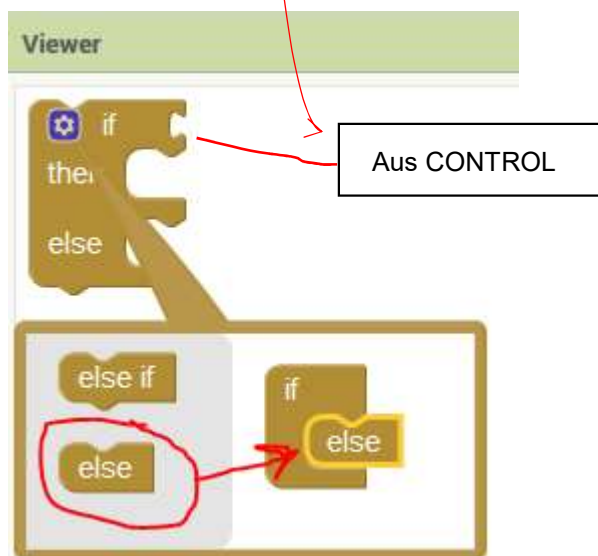 Viewer
if
then
Aus CONTROL
else
else if
if
else
else